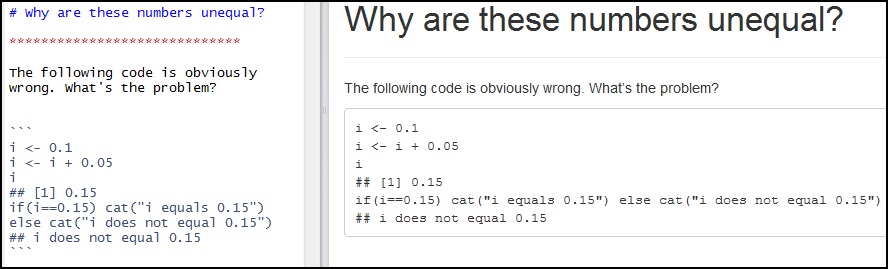 # Why are these numbers unequal?
*****************************
The following code is obviously
wrong. What's the problem?
```
i <- 0.1
i <- i + 0.05
i
## [1] 0.15
if(i==0.15) cat("i equals 0.15")
else cat("i does not equal 0.15")
## i does not equal 0.15
```
Why are these numbers unequal?
The following code is obviously wrong. What's the problem?
i <- 0.1
i <- i + 0.05
i
## [1] 0.15
if(i==0.15) cat("i equals 0.15") else cat("i does not equal 0.15")
## i does not equal 0.15